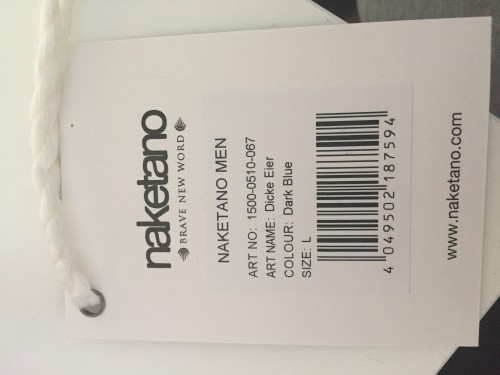 naketano
BRAVE NEW WORD
NAKETANO MEN
ART NO: 1500-0510-067
ART NAME: Dicke Eier
COLOUR: Dark Blue
SIZE: L
4 049502 187594
www.naketano.com